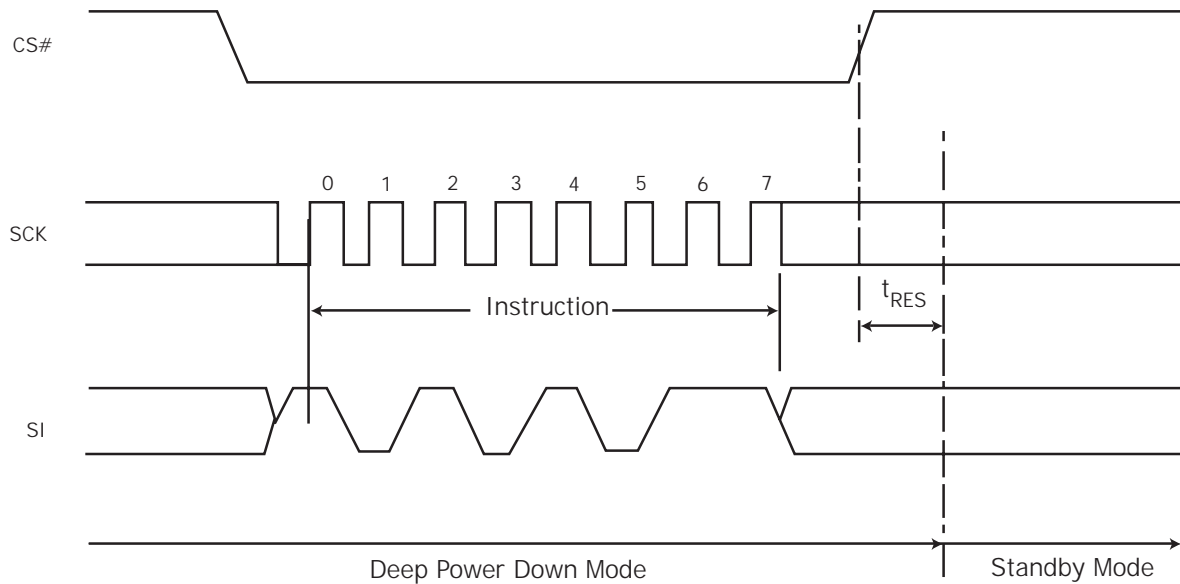 CS#
0 1 2 3 4 5 6 7
SCK
tRES
Instruction
SI
Deep Power Down Mode
Standby Mode